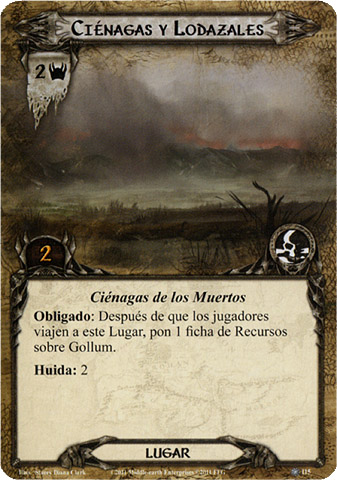 Ciénagas y Lodazales
2
2
Ciénagas de los Muertos
Obligado: Después de que los jugadores
viajen a este Lugar, pon 1 ficha de Recursos
sobre Gollum.
Huida: 2
LUGAR
115